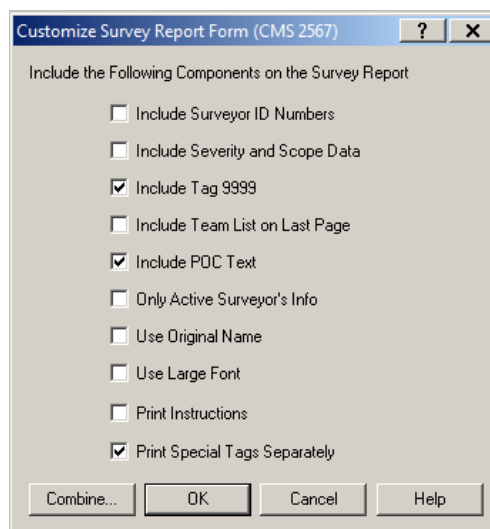 Customize Survey Report Form (CMS 2567)
Include the Following Components on the Survey Report
Include Surveyor ID Numbers
Include Severity and Scope Data
Include Tag 9999
Include Team List on Last Page
Include POC Text
Only Active Surveyor's Info
Use Original Name
Use Large Font
Print Instructions
Print Special Tags Separately
Combine... OK Cancel Help